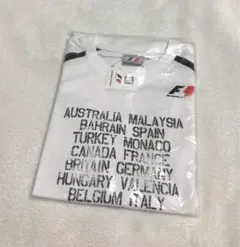 AUSTRALIA MALAYSIA
BAHRAIN SPAIN
TURKEY MONACO
CANADA FRANCE
BRITAIN GERMANY
HUNGARY VALENCIA
BELGIUM ITALY